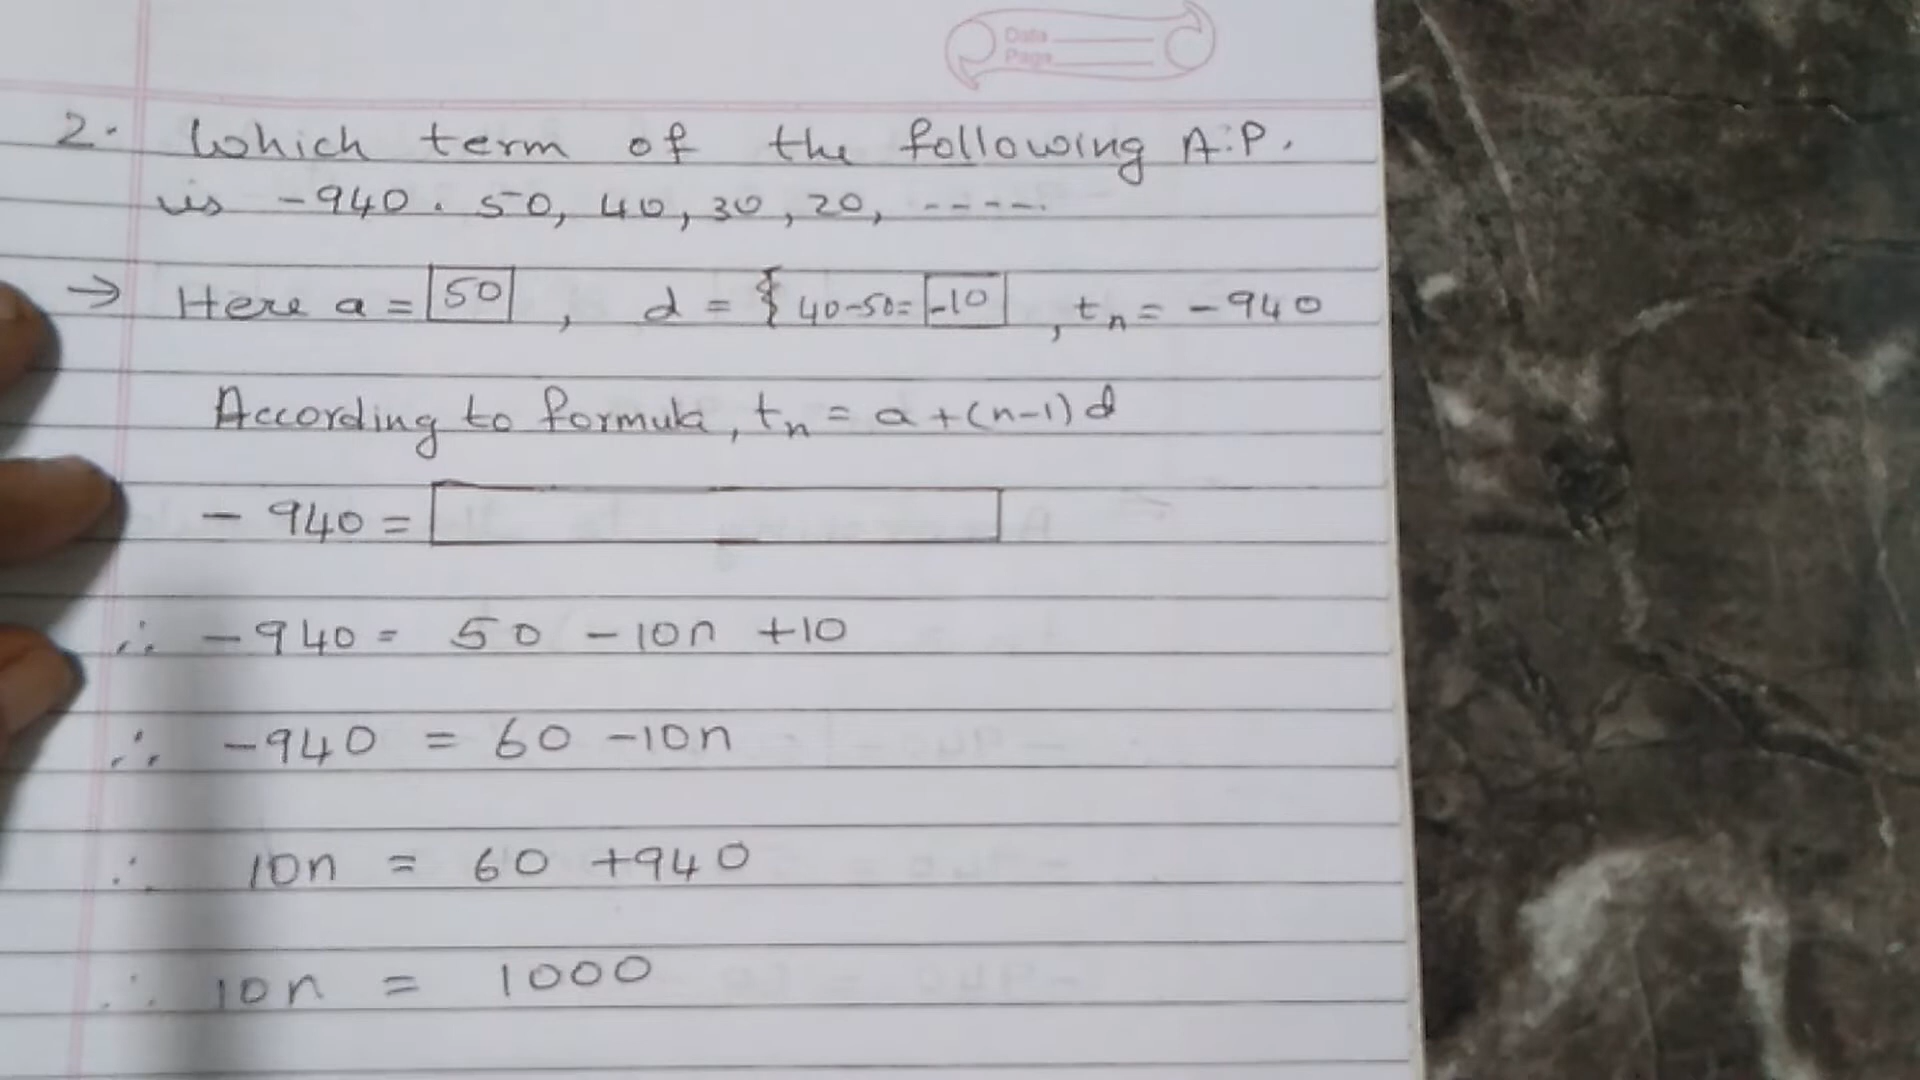 Date
Page
2. Which term of the following A.P.
is -940. 50, 40, 30, 20, -----.
→ Here a = 50, d = { 40-50= -10, tn = -940
According to formula, tn = a+(n-1)d
- 940 =
∴ -940 = 50 -10n +10
∴ -940 = 60 -10n
∴ 10n = 60 +940
∴ 10n = 1000